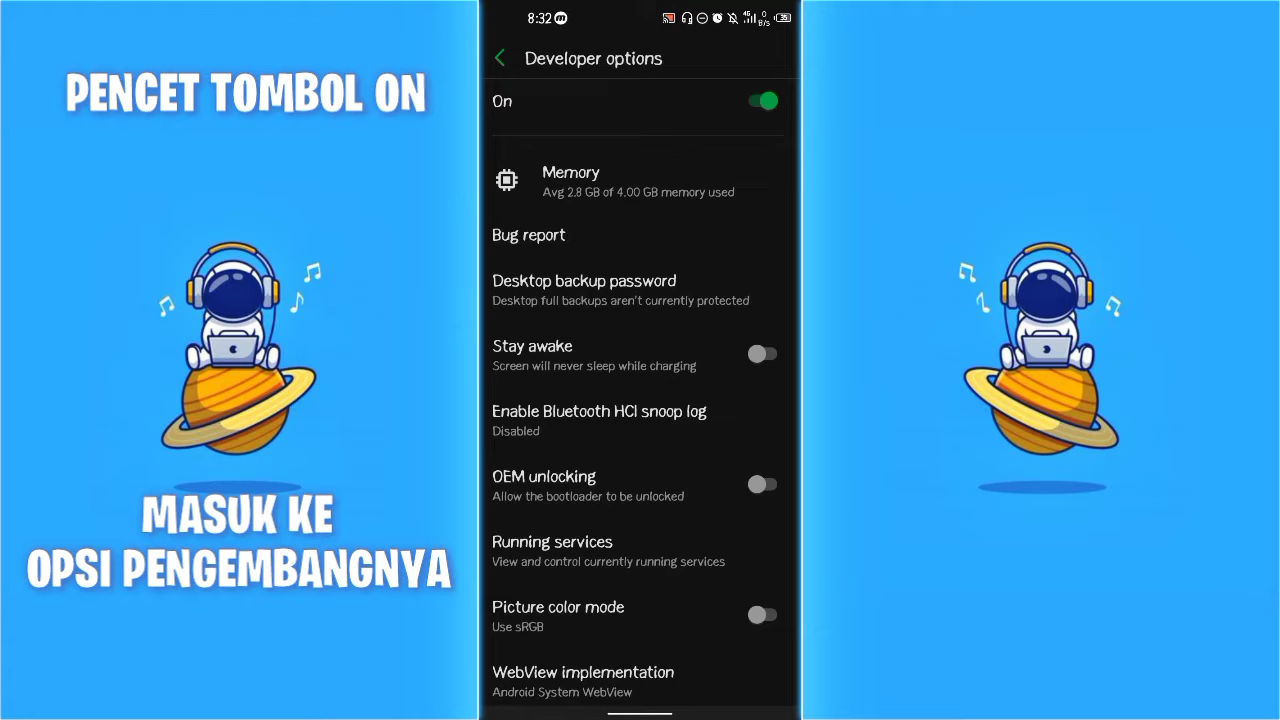 PENCET TOMBOL ON
MASUK KE
OPSI PENGEMBANGNYA
8:32
4G
0
B/s
35
Developer options
On
Memory
Avg 2.8 GB of 4.00 GB memory used
Bug report
Desktop backup password
Desktop full backups aren't currently protected
Stay awake
Screen will never sleep while charging
Enable Bluetooth HCI snoop log
Disabled
OEM unlocking
Allow the bootloader to be unlocked
Running services
View and control currently running services
Picture color mode
Use sRGB
WebView implementation
Android System WebView